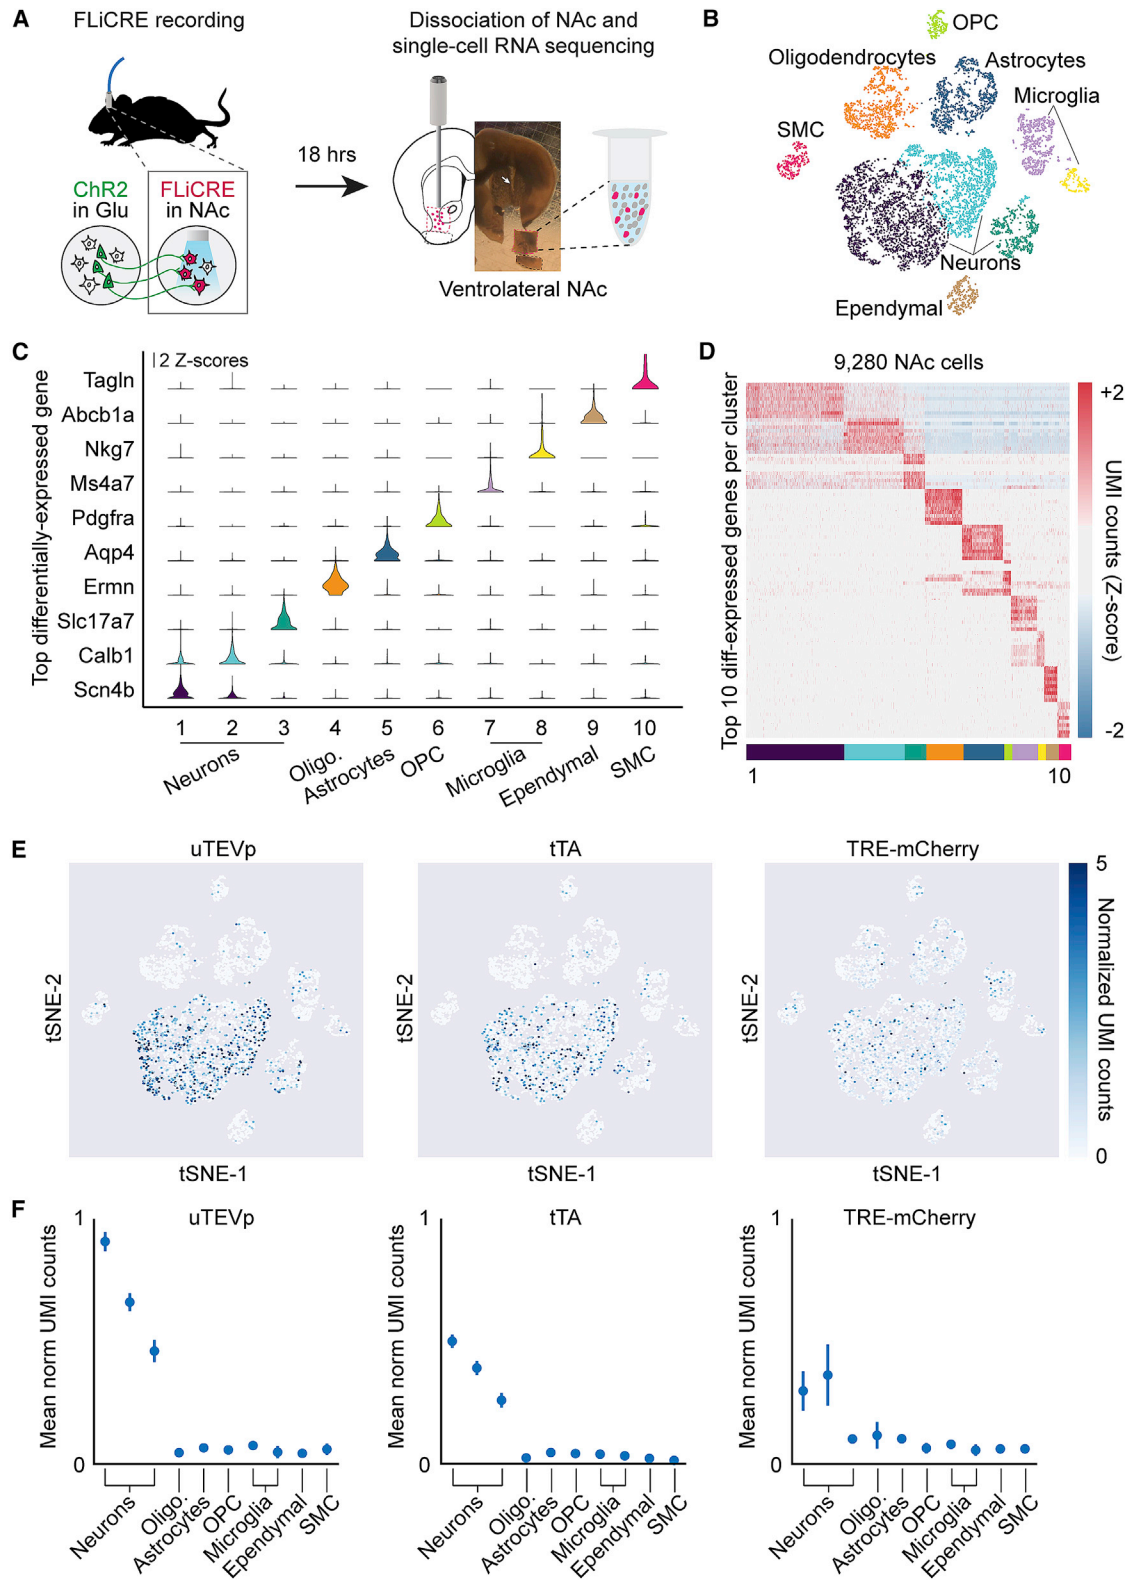 A
FLiCRE recording
ChR2
in Glu
FLiCRE
in NAc
18 hrs
Dissociation of NAc and
single-cell RNA sequencing
Ventrolateral NAc
B
OPC
Oligodendrocytes
Astrocytes
Microglia
SMC
Neurons
Ependymal
C
Top differentially-expressed gene
2 Z-scores
Tagln
Abcb1a
Nkg7
Ms4a7
Pdgfra
Aqp4
Ermn
Slc17a7
Calb1
Scn4b
1 2 3 4 5 6 7 8 9 10
Neurons
Oligo.
Astrocytes
OPC
Microglia
Ependymal
SMC
D
9,280 NAc cells
Top 10 diff-expressed genes per cluster
+2
UMI counts (Z-score)
-2
1 10
E
uTEVp
tSNE-2
tSNE-1
tTA
tSNE-2
tSNE-1
TRE-mCherry
tSNE-2
tSNE-1
5
Normalized UMI counts
0
F
uTEVp
1
Mean norm UMI counts
0
Neurons
Oligo.
Astrocytes
OPC
Microglia
Ependymal
SMC
tTA
1
Mean norm UMI counts
0
Neurons
Oligo.
Astrocytes
OPC
Microglia
Ependymal
SMC
TRE-mCherry
1
Mean norm UMI counts
0
Neurons
Oligo.
Astrocytes
OPC
Microglia
Ependymal
SMC